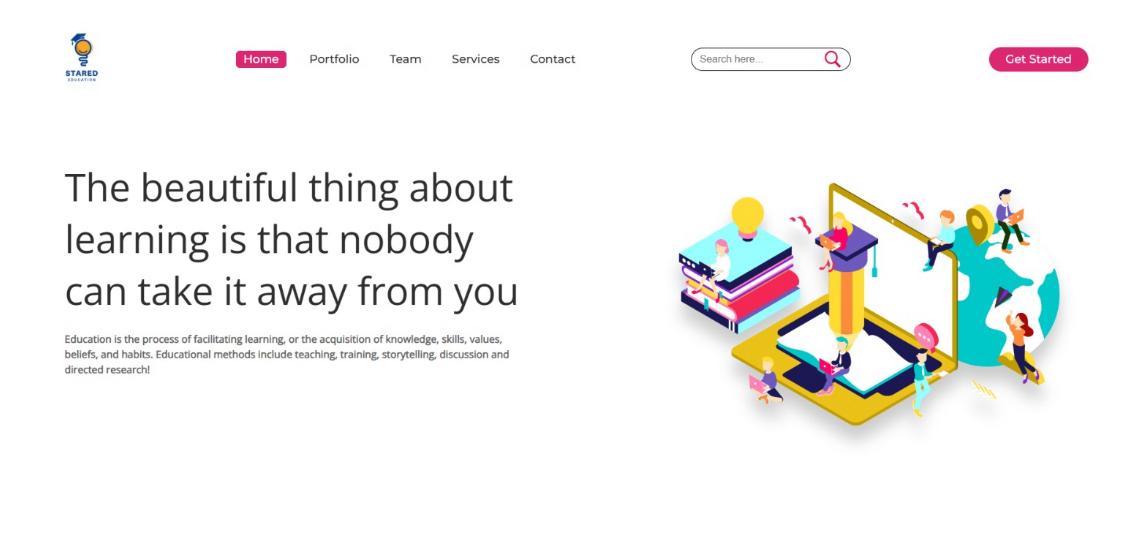 STARED
EDUCATION
Home Portfolio Team Services Contact
Search here...
Get Started
The beautiful thing about
learning is that nobody
can take it away from you
Education is the process of facilitating learning, or the acquisition of knowledge, skills, values,
beliefs, and habits. Educational methods include teaching, training, storytelling, discussion and
directed research!